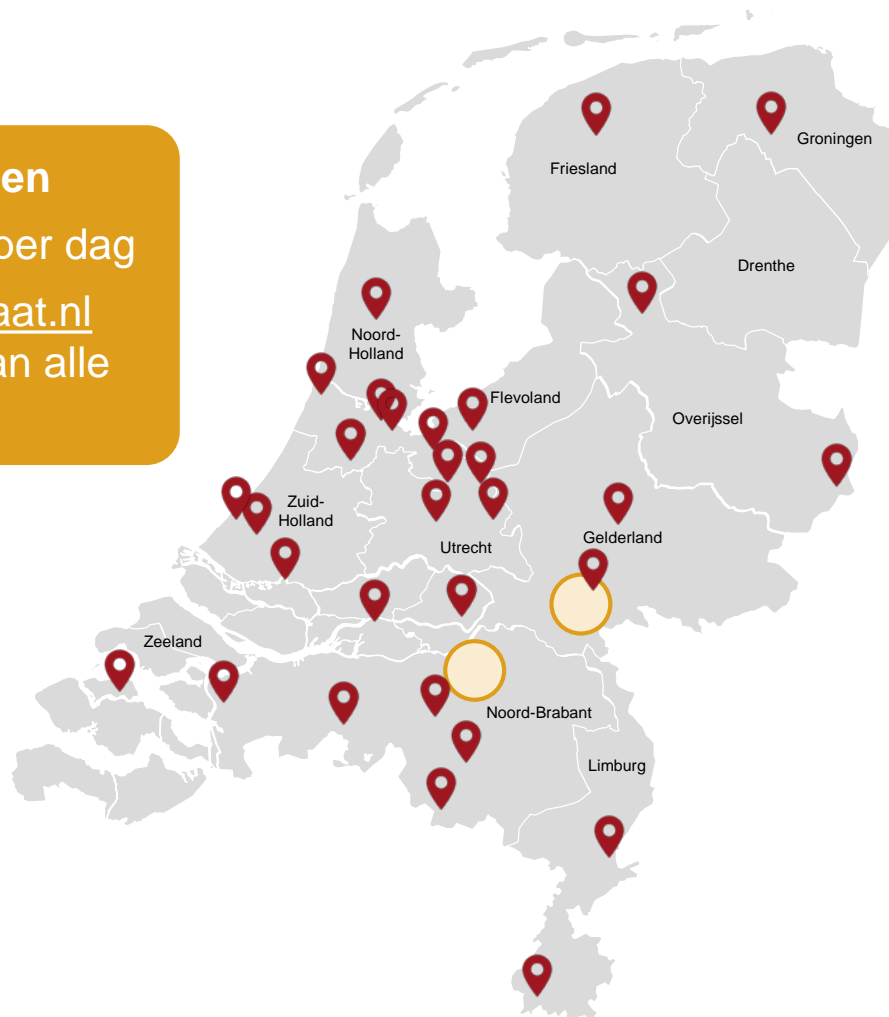 en
per dag
aat.nl
an alle
Groningen
Friesland
Drenthe
Noord-
Holland
Flevoland
Overijssel
Zuid-
Holland
Gelderland
Utrecht
Zeeland
Noord-Brabant
Limburg